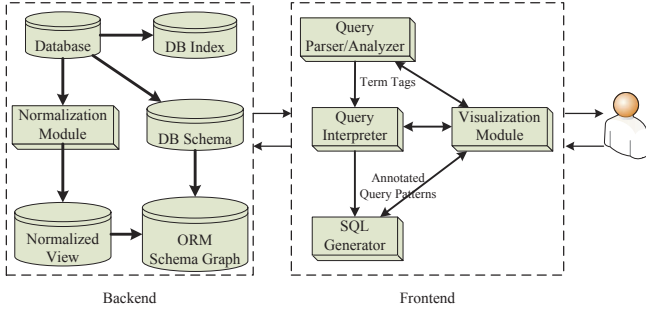 Database
DB Index
Normalization
Module
DB Schema
Normalized
View
ORM
Schema Graph
Backend
Query
Parser/Analyzer
Term Tags
Query
Interpreter
Visualization
Module
Annotated
Query Patterns
SQL
Generator
Frontend